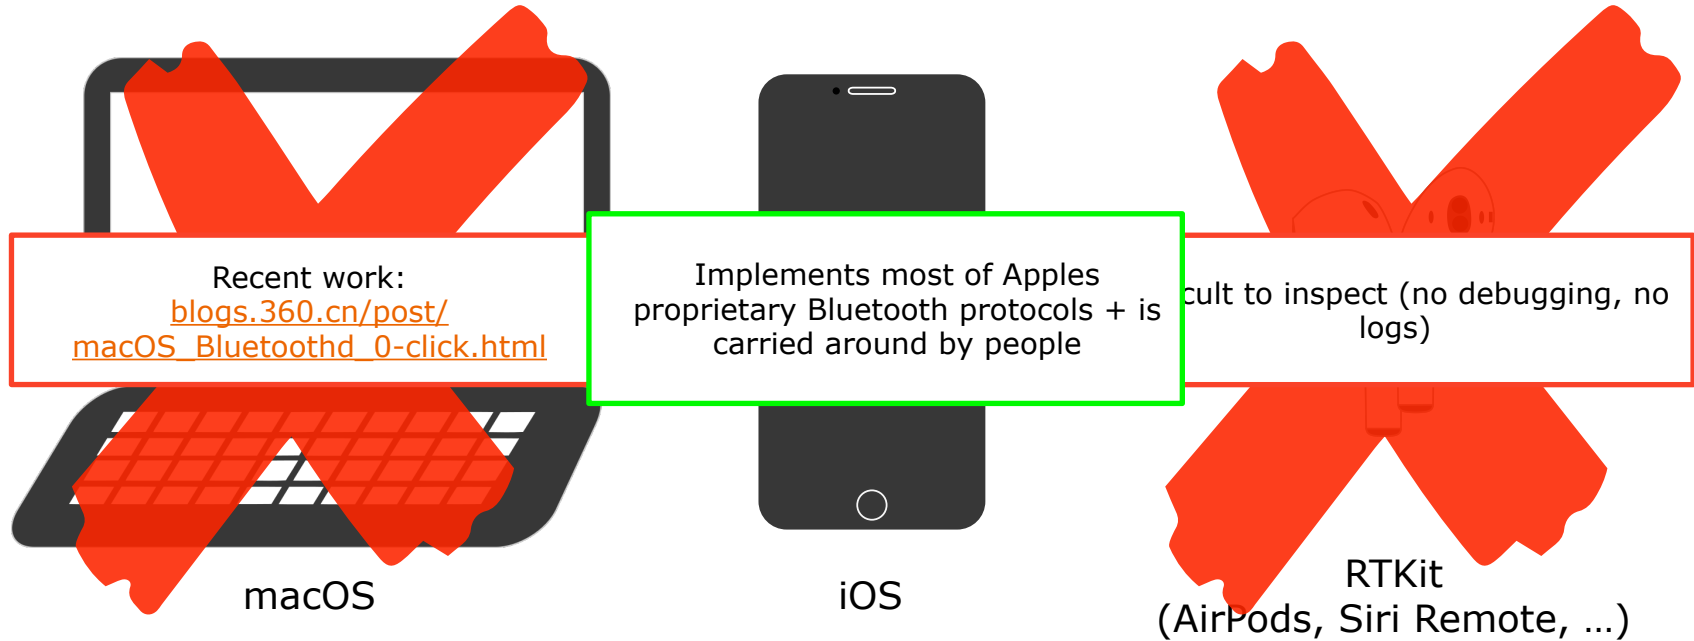 Recent work:
blogs.360.cn/post/
macOS_Bluetoothd_0-click.html
Implements most of Apples
proprietary Bluetooth protocols + is
carried around by people
to inspect (no debugging, no
logs)
macOS
iOS
RTKit
(AirPods, Siri Remote, ...)